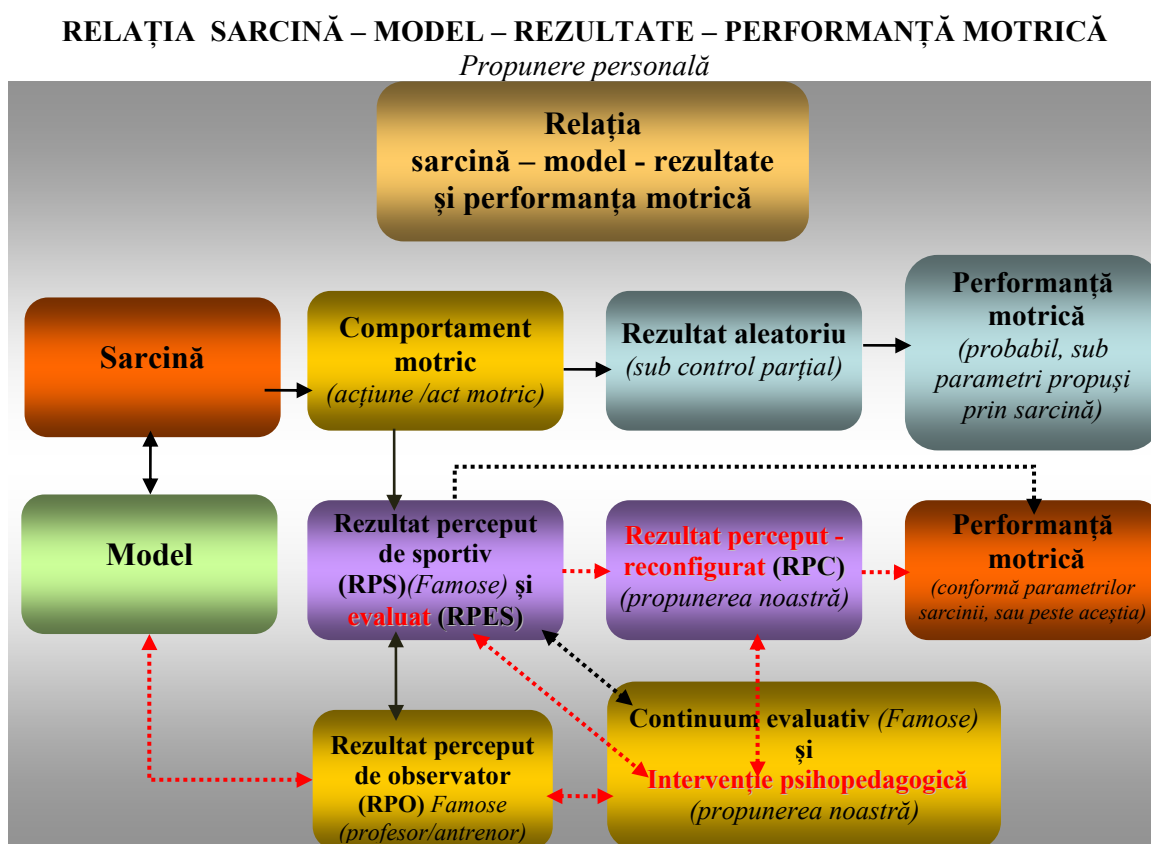 RELAȚIA SARCINĂ – MODEL – REZULTATE – PERFORMANȚĂ MOTRICĂ
Propunere personală
Relația
sarcină – model - rezultate
și performanța motrică
Sarcină
Comportament
motric
(acțiune /act motric)
Rezultat aleatoriu
(sub control parțial)
Performanță
motrică
(probabil, sub
parametri propuși
prin sarcină)
Model
Rezultat perceput
de sportiv
(RPS)(Famose) și
evaluat (RPES)
Rezultat perceput -
reconfigurat (RPC)
(propunerea noastră)
Performanță
motrică
(conformă parametrilor
sarcinii, sau peste aceștia)
Rezultat perceput
de observator
(RPO) Famose
(profesor/antrenor)
Continuum evaluativ (Famose)
și
Intervenție psihopedagogică
(propunerea noastră)